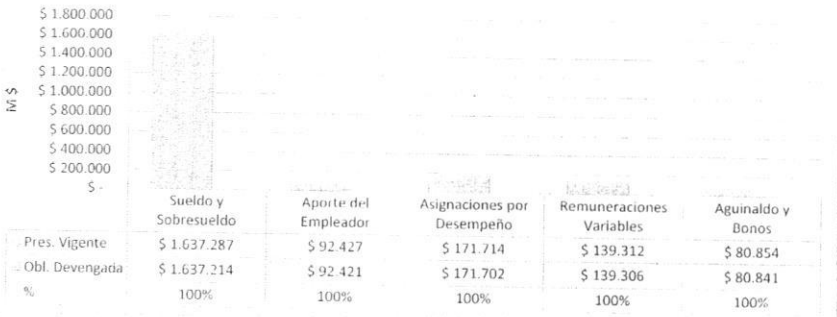 $ 1.800.000
$ 1.600.000
$ 1.400.000
$ 1.200.000
$ 1.000.000
$ 800.000
$ 600.000
$ 400.000
$ 200.000
$ -
M $
Sueldo y Sobresueldo Aporte del Empleador Asignaciones por Desempeño Remuneraciones Variables Aguinaldo y Bonos
Pres. Vigente $ 1.637.287 $ 92.427 $ 171.714 $ 139.312 $ 80.854
Obl. Devengada $ 1.637.214 $ 92.421 $ 171.702 $ 139.306 $ 80.841
% 100% 100% 100% 100% 100%